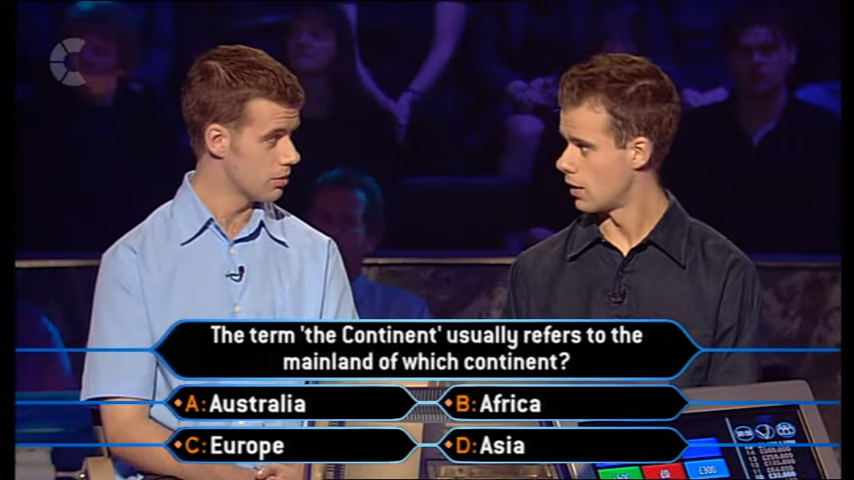 The term 'the Continent' usually refers to the
mainland of which continent?
A: Australia
B: Africa
C: Europe
D: Asia